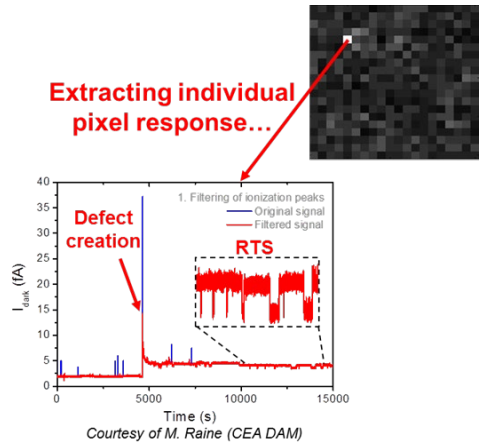 Extracting individual
pixel response…
40
35
30
25
20
15
10
5
0
I_dark (fA)
1. Filtering of ionization peaks
Original signal
Filtered signal
Defect
creation
RTS
0 5000 10000 15000
Time (s)
Courtesy of M. Raine (CEA DAM)